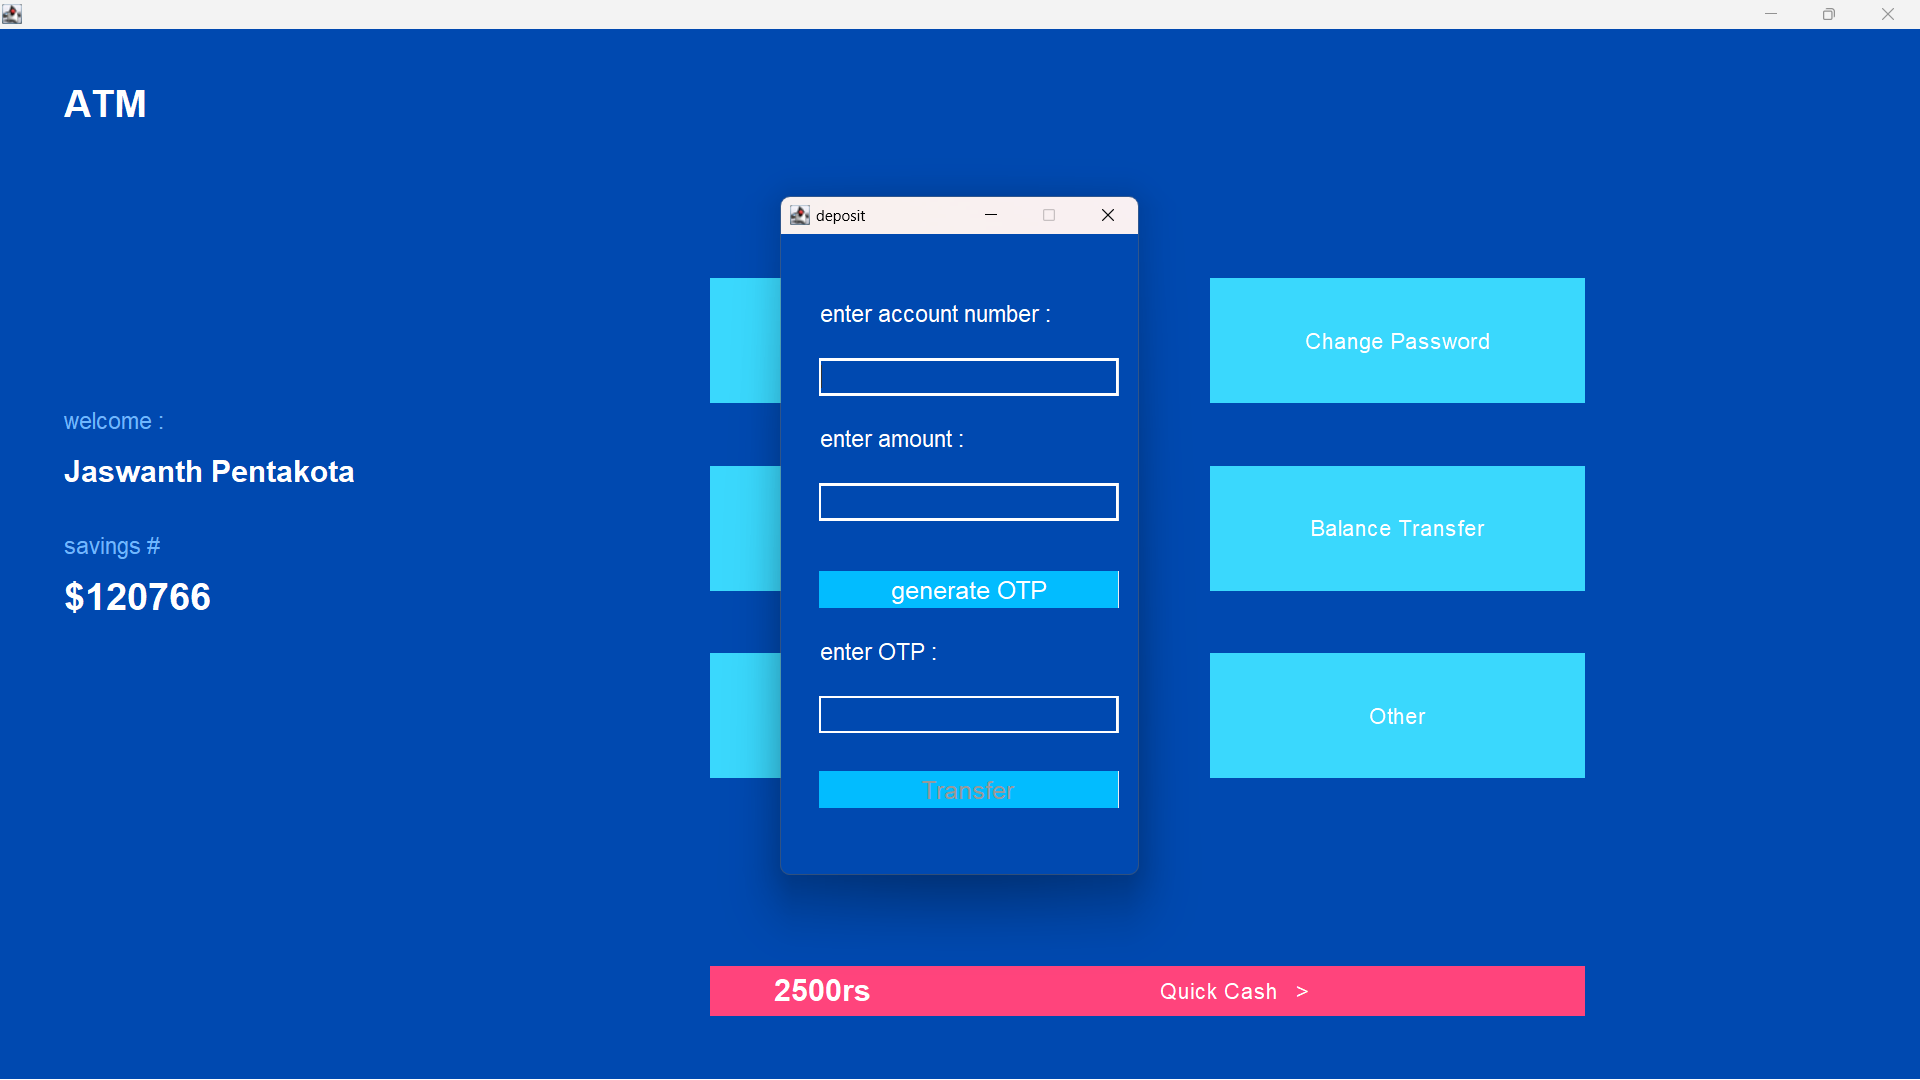 ATM
welcome :
Jaswanth Pentakota
savings #
$120766
deposit
enter account number :
enter amount :
generate OTP
enter OTP :
Transfer
Change Password
Balance Transfer
Other
2500rs Quick Cash >